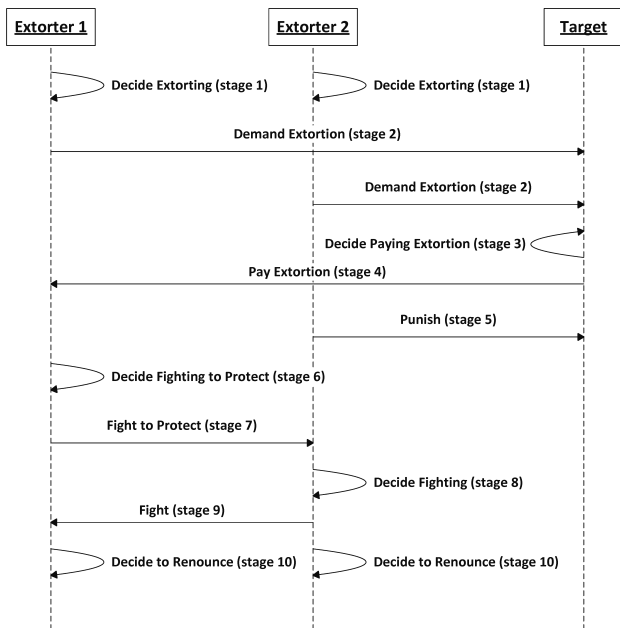 Extorter 1
Extorter 2
Target
Decide Extorting (stage 1)
Decide Extorting (stage 1)
Demand Extortion (stage 2)
Demand Extortion (stage 2)
Decide Paying Extortion (stage 3)
Pay Extortion (stage 4)
Punish (stage 5)
Decide Fighting to Protect (stage 6)
Fight to Protect (stage 7)
Decide Fighting (stage 8)
Fight (stage 9)
Decide to Renounce (stage 10)
Decide to Renounce (stage 10)